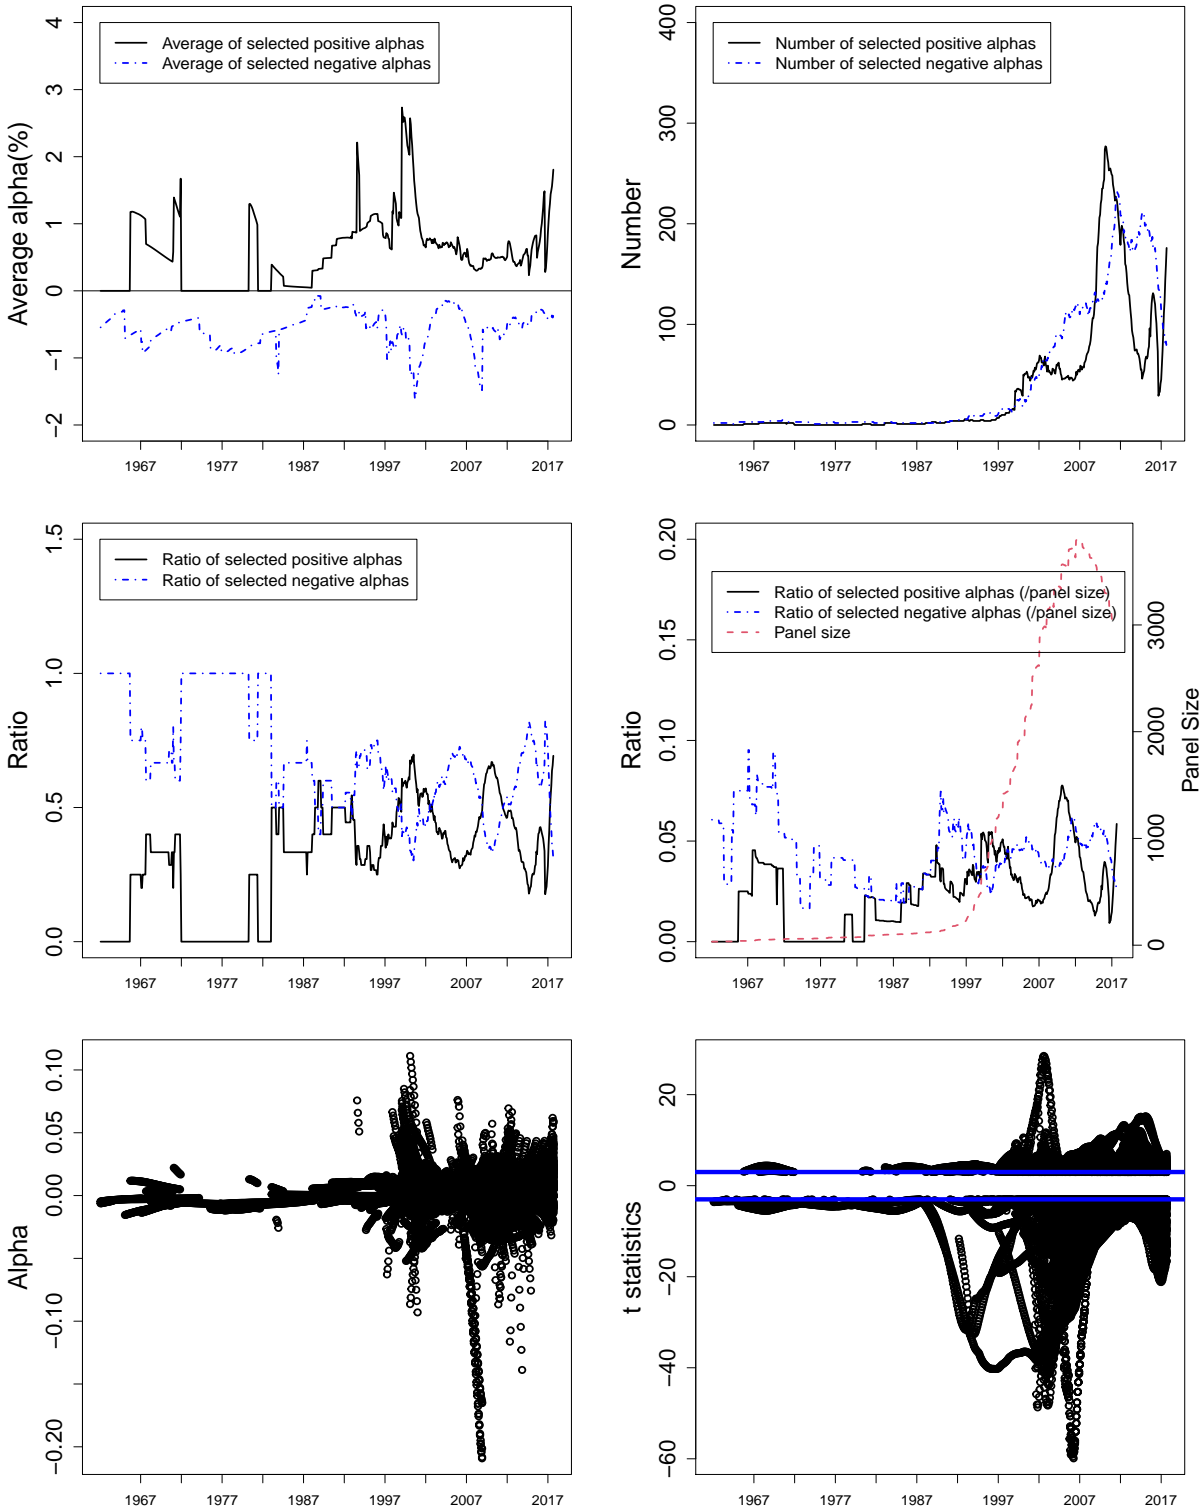 Average of selected positive alphas
Average of selected negative alphas
Average alpha(%)
4
3
2
1
0
−1
−2
1967 1977 1987 1997 2007 2017
Number of selected positive alphas
Number of selected negative alphas
Number
400
300
200
100
0
1967 1977 1987 1997 2007 2017
Ratio of selected positive alphas
Ratio of selected negative alphas
Ratio
1.5
1.0
0.5
0.0
1967 1977 1987 1997 2007 2017
Ratio of selected positive alphas (/panel size)
Ratio of selected negative alphas (/panel size)
Panel size
Ratio
0.20
0.15
0.10
0.05
0.00
Panel Size
3000
2000
1000
0
1967 1977 1987 1997 2007 2017
Alpha
0.10
0.05
0.00
−0.10
−0.20
1967 1977 1987 1997 2007 2017
t statistics
20
0
−20
−40
−60
1967 1977 1987 1997 2007 2017